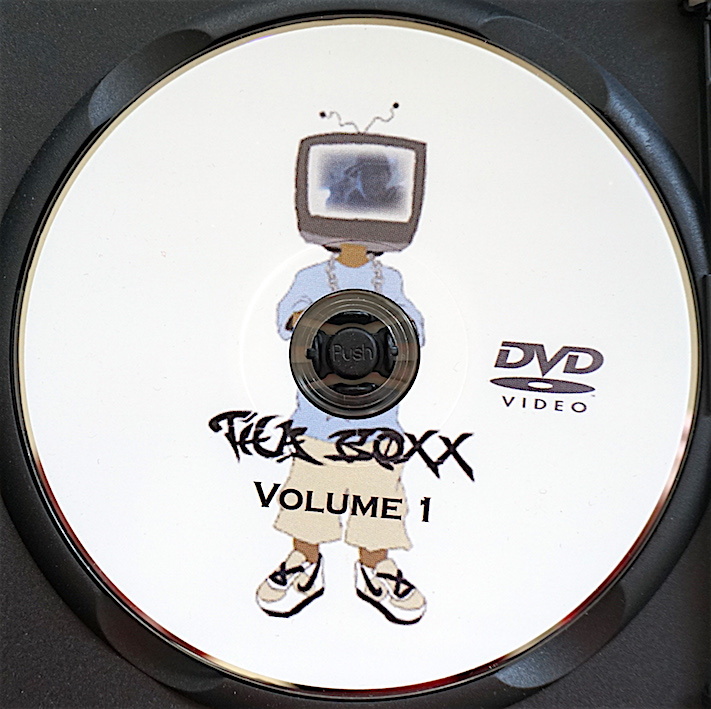 Push
DVD
VIDEO
THA BOXX
VOLUME 1